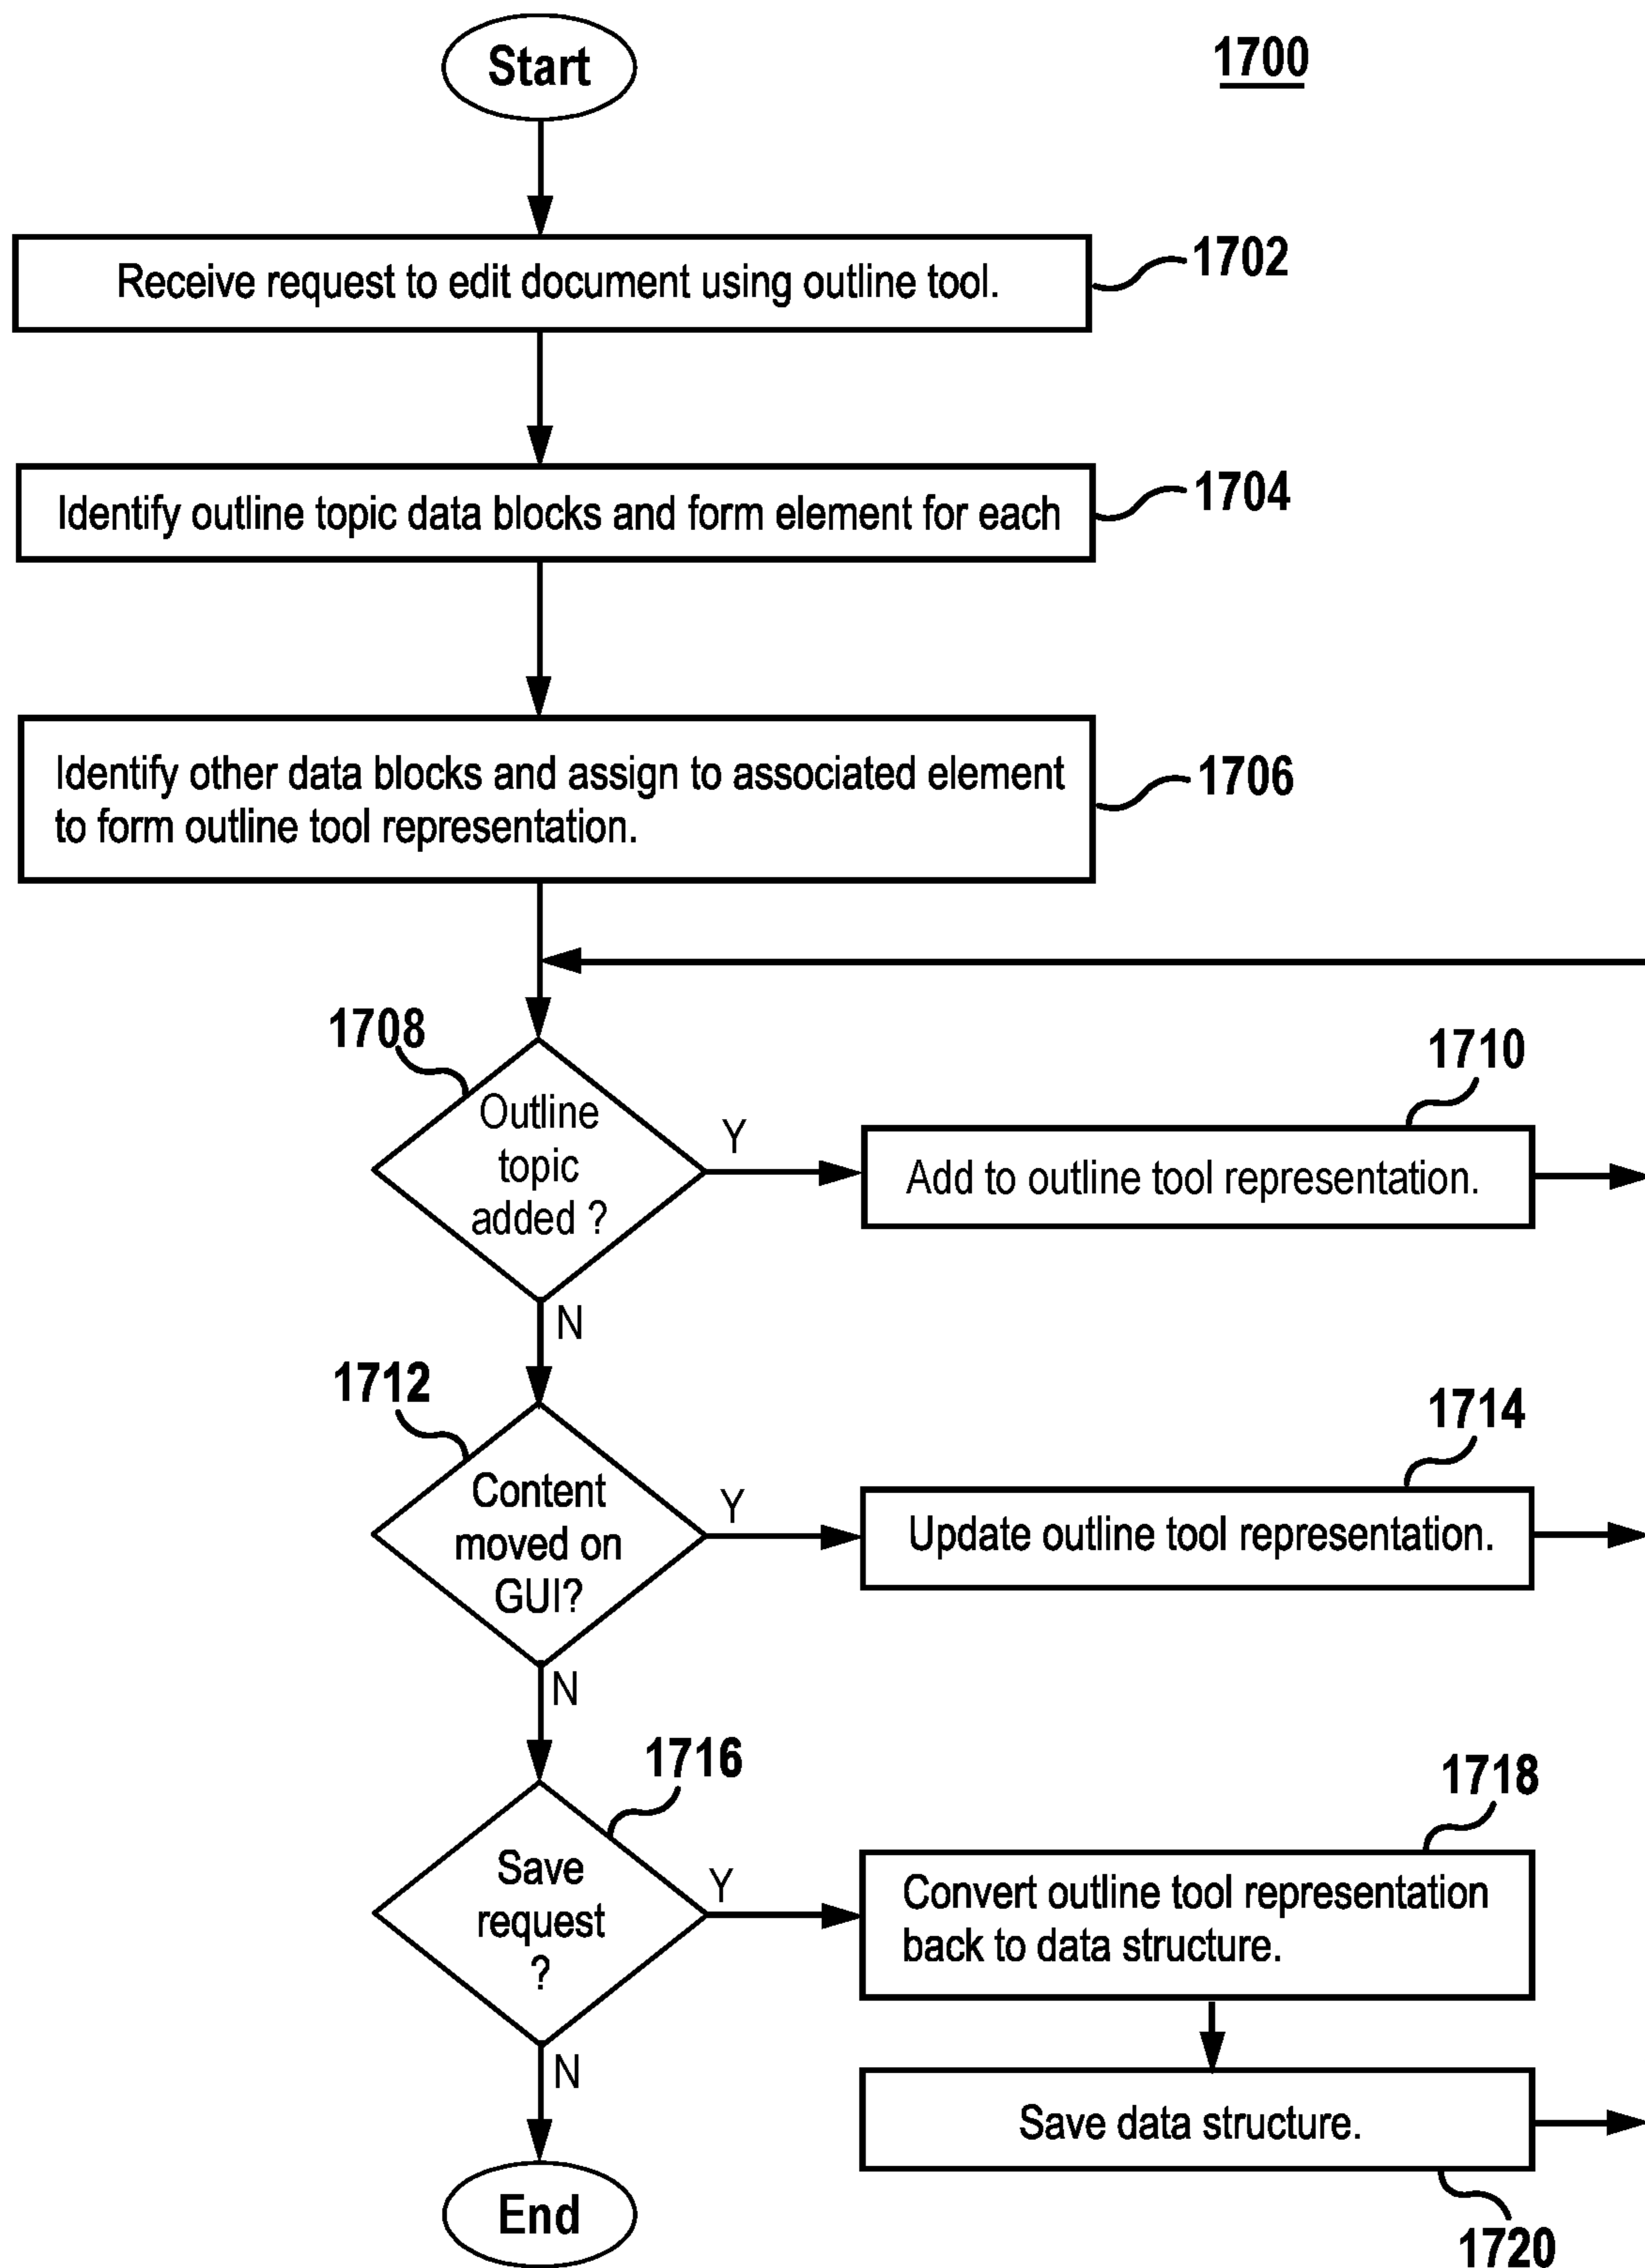 Start
1700
Receive request to edit document using outline tool.
1702
Identify outline topic data blocks and form element for each
1704
Identify other data blocks and assign to associated element
to form outline tool representation.
1706
1708
Outline
topic
added ?
Y
1710
Add to outline tool representation.
N
1712
Content
moved on
GUI?
Y
1714
Update outline tool representation.
N
1716
Save
request
?
Y
1718
Convert outline tool representation
back to data structure.
N
Save data structure.
1720
End